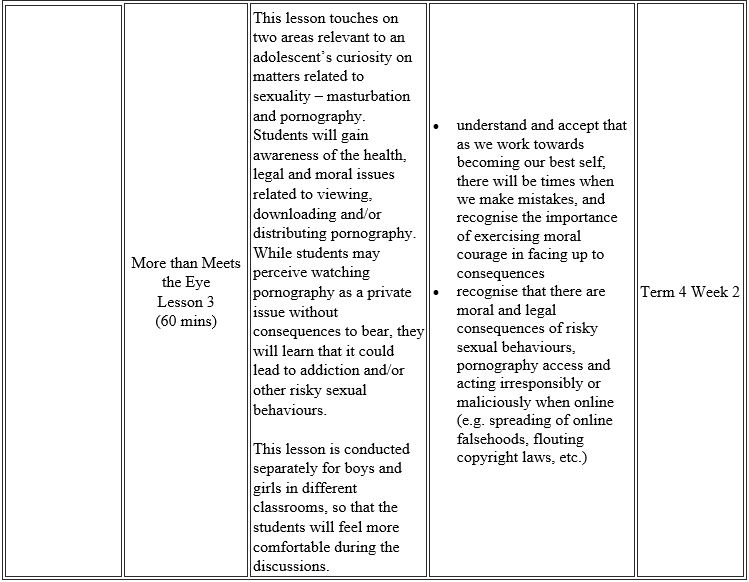 More than Meets
the Eye
Lesson 3
(60 mins)
This lesson touches on
two areas relevant to an
adolescent’s curiosity on
matters related to
sexuality – masturbation
and pornography.
Students will gain
awareness of the health,
legal and moral issues
related to viewing,
downloading and/or
distributing pornography.
While students may
perceive watching
pornography as a private
issue without
consequences to bear, they
will learn that it could
lead to addiction and/or
other risky sexual
behaviours.
This lesson is conducted
separately for boys and
girls in different
classrooms, so that the
students will feel more
comfortable during the
discussions.
• understand and accept that
as we work towards
becoming our best self,
there will be times when
we make mistakes, and
recognise the importance
of exercising moral
courage in facing up to
consequences
• recognise that there are
moral and legal
consequences of risky
sexual behaviours,
pornography access and
acting irresponsibly or
maliciously when online
(e.g. spreading of online
falsehoods, flouting
copyright laws, etc.)
Term 4 Week 2